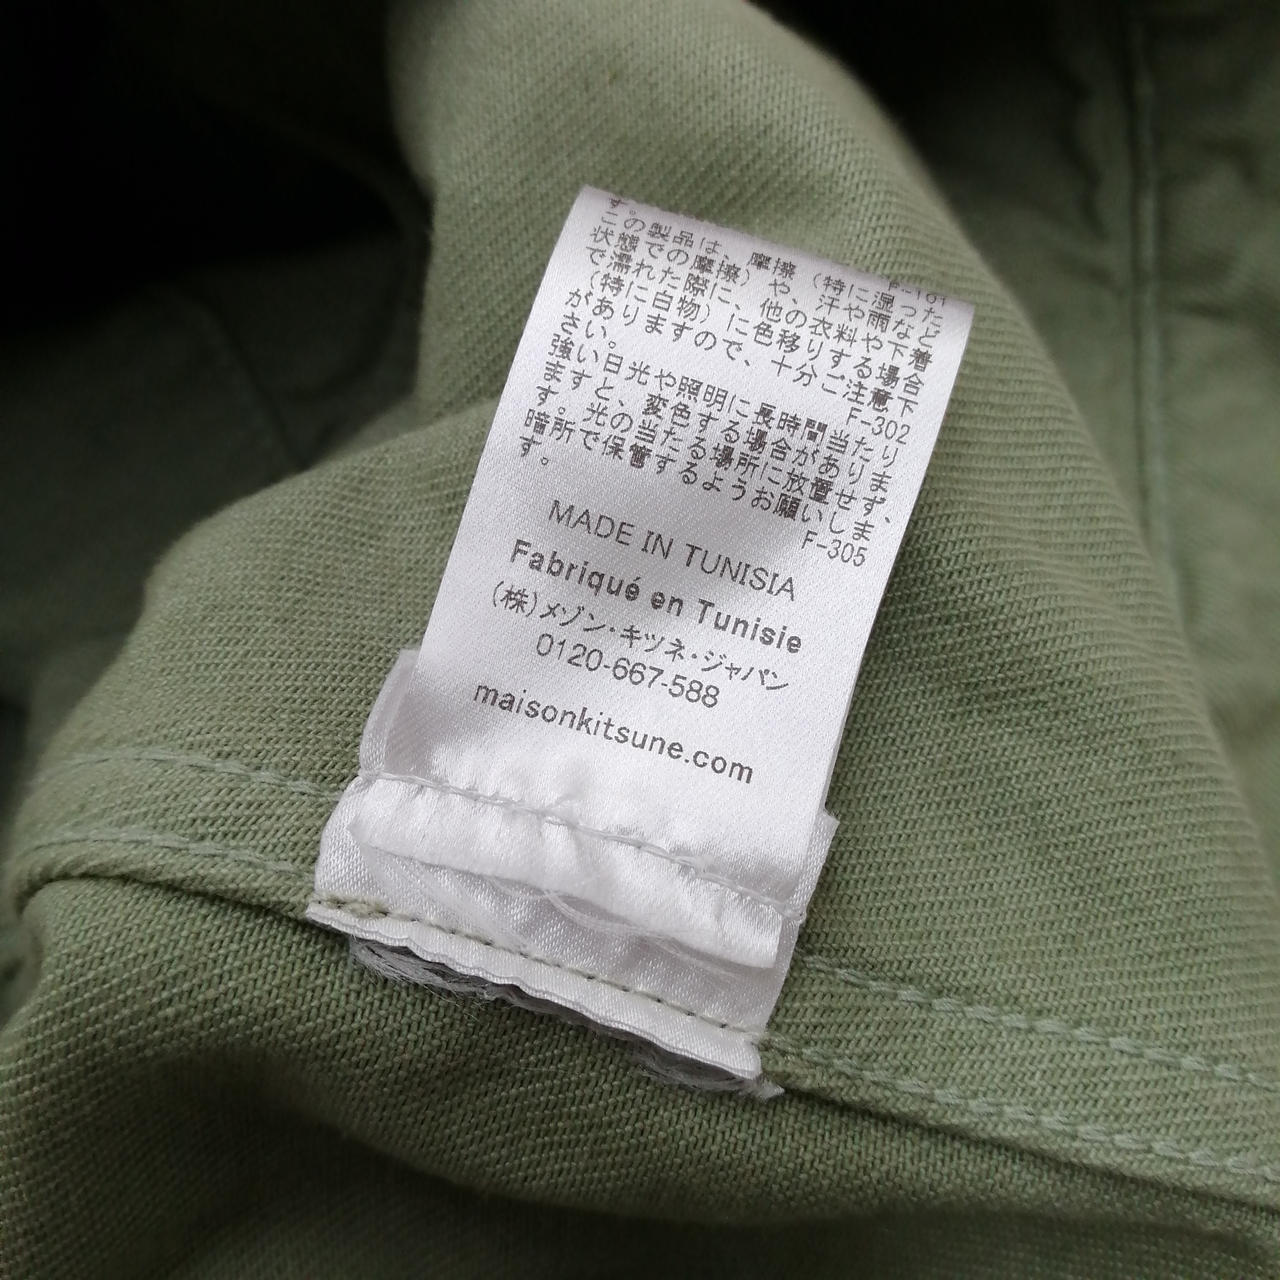 す。
F-101
この製品は、摩擦(特に湿った
状態での摩擦)や、汗や雨など
で濡れた際に、他の衣料や下着
(特に白物)に色移りする場合
がありますので、十分ご注意下
さい。
F-302
強い日光や照明に長時間当たり
ますと、変色する場合がありま
す。光の当たる場所に放置せず、
暗所で保管するようお願いしま
す。
F-305
MADE IN TUNISIA
Fabriqué en Tunisie
(株)メゾン・キツネ・ジャパン
0120-667-588
maisonkitsune.com